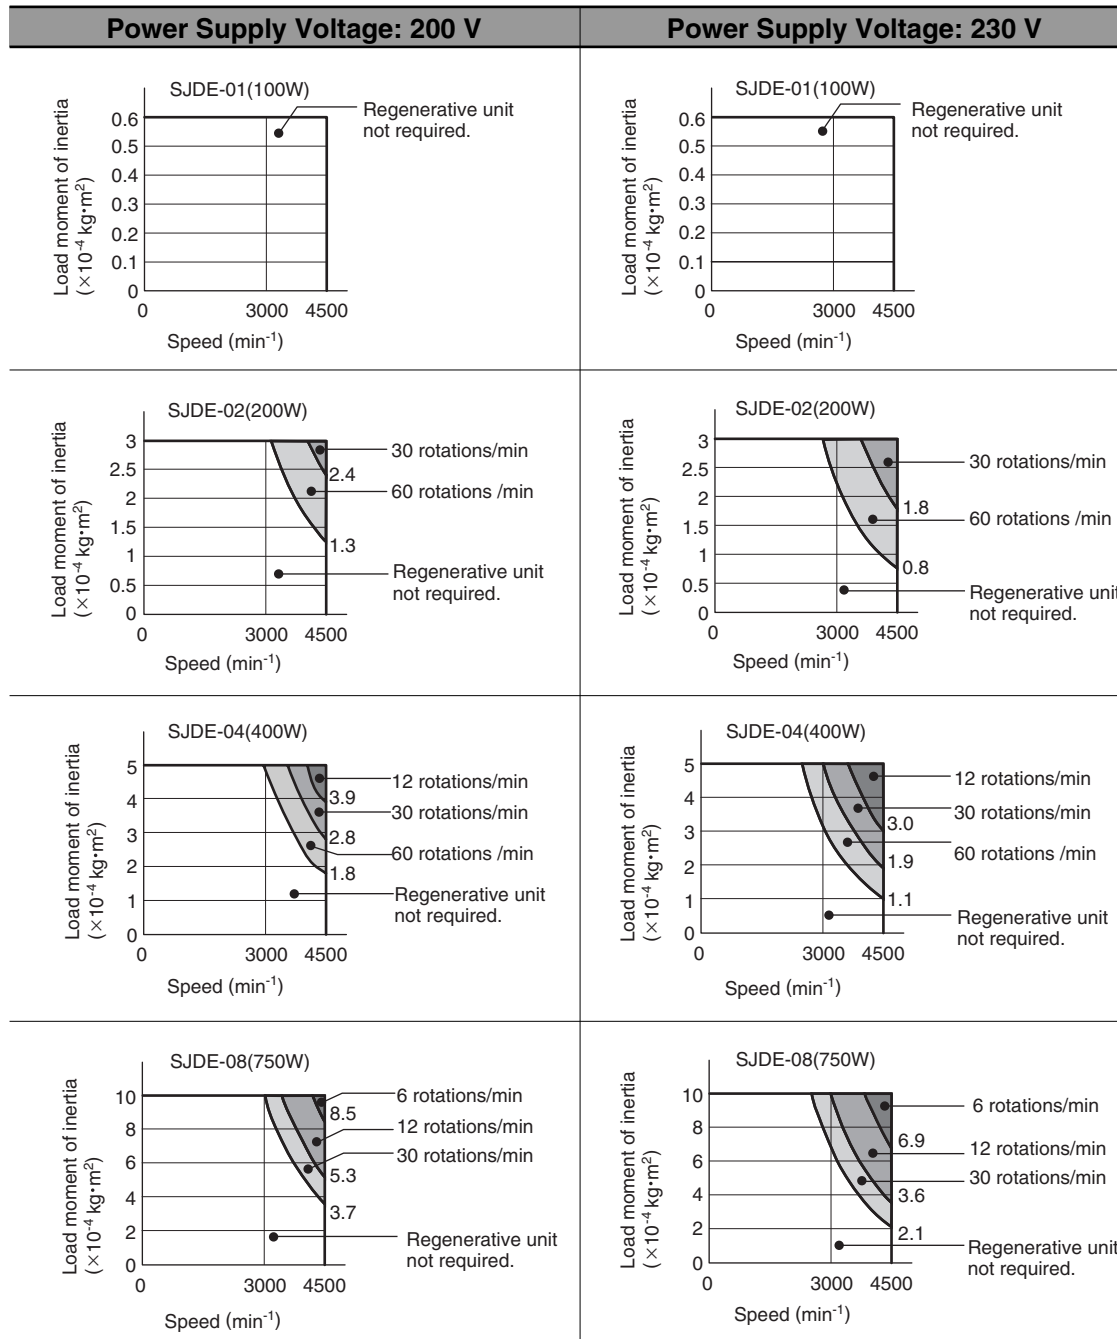 Power Supply Voltage: 200 V
Power Supply Voltage: 230 V
SJDE-01(100W)
Regenerative unit
not required.
Load moment of inertia
(×10⁻⁴ kg•m²)
0.6
0.5
0.4
0.3
0.2
0.1
0
0
3000
4500
Speed (min⁻¹)
SJDE-01(100W)
Regenerative unit
not required.
Load moment of inertia
(×10⁻⁴ kg•m²)
0.6
0.5
0.4
0.3
0.2
0.1
0
0
3000
4500
Speed (min⁻¹)
SJDE-02(200W)
Load moment of inertia
(×10⁻⁴ kg•m²)
3
2.5
2
1.5
1
0.5
0
30 rotations/min
2.4
60 rotations /min
1.3
Regenerative unit
not required.
0
3000
4500
Speed (min⁻¹)
SJDE-02(200W)
Load moment of inertia
(×10⁻⁴ kg•m²)
3
2.5
2
1.5
1
0.5
0
30 rotations/min
1.8
60 rotations /min
0.8
Regenerative unit
not required.
0
3000
4500
Speed (min⁻¹)
SJDE-04(400W)
Load moment of inertia
(×10⁻⁴ kg•m²)
5
4
3
2
1
0
12 rotations/min
3.9
30 rotations/min
2.8
60 rotations /min
1.8
Regenerative unit
not required.
0
3000
4500
Speed (min⁻¹)
SJDE-04(400W)
Load moment of inertia
(×10⁻⁴ kg•m²)
5
4
3
2
1
0
12 rotations/min
30 rotations/min
3.0
60 rotations /min
1.9
1.1
Regenerative unit
not required.
0
3000
4500
Speed (min⁻¹)
SJDE-08(750W)
Load moment of inertia
(×10⁻⁴ kg•m²)
10
8
6
4
2
0
6 rotations/min
8.5
12 rotations/min
30 rotations/min
5.3
3.7
Regenerative unit
not required.
0
3000
4500
Speed (min⁻¹)
SJDE-08(750W)
Load moment of inertia
(×10⁻⁴ kg•m²)
10
8
6
4
2
0
6 rotations/min
6.9
12 rotations/min
30 rotations/min
3.6
2.1
Regenerative unit
not required.
0
3000
4500
Speed (min⁻¹)